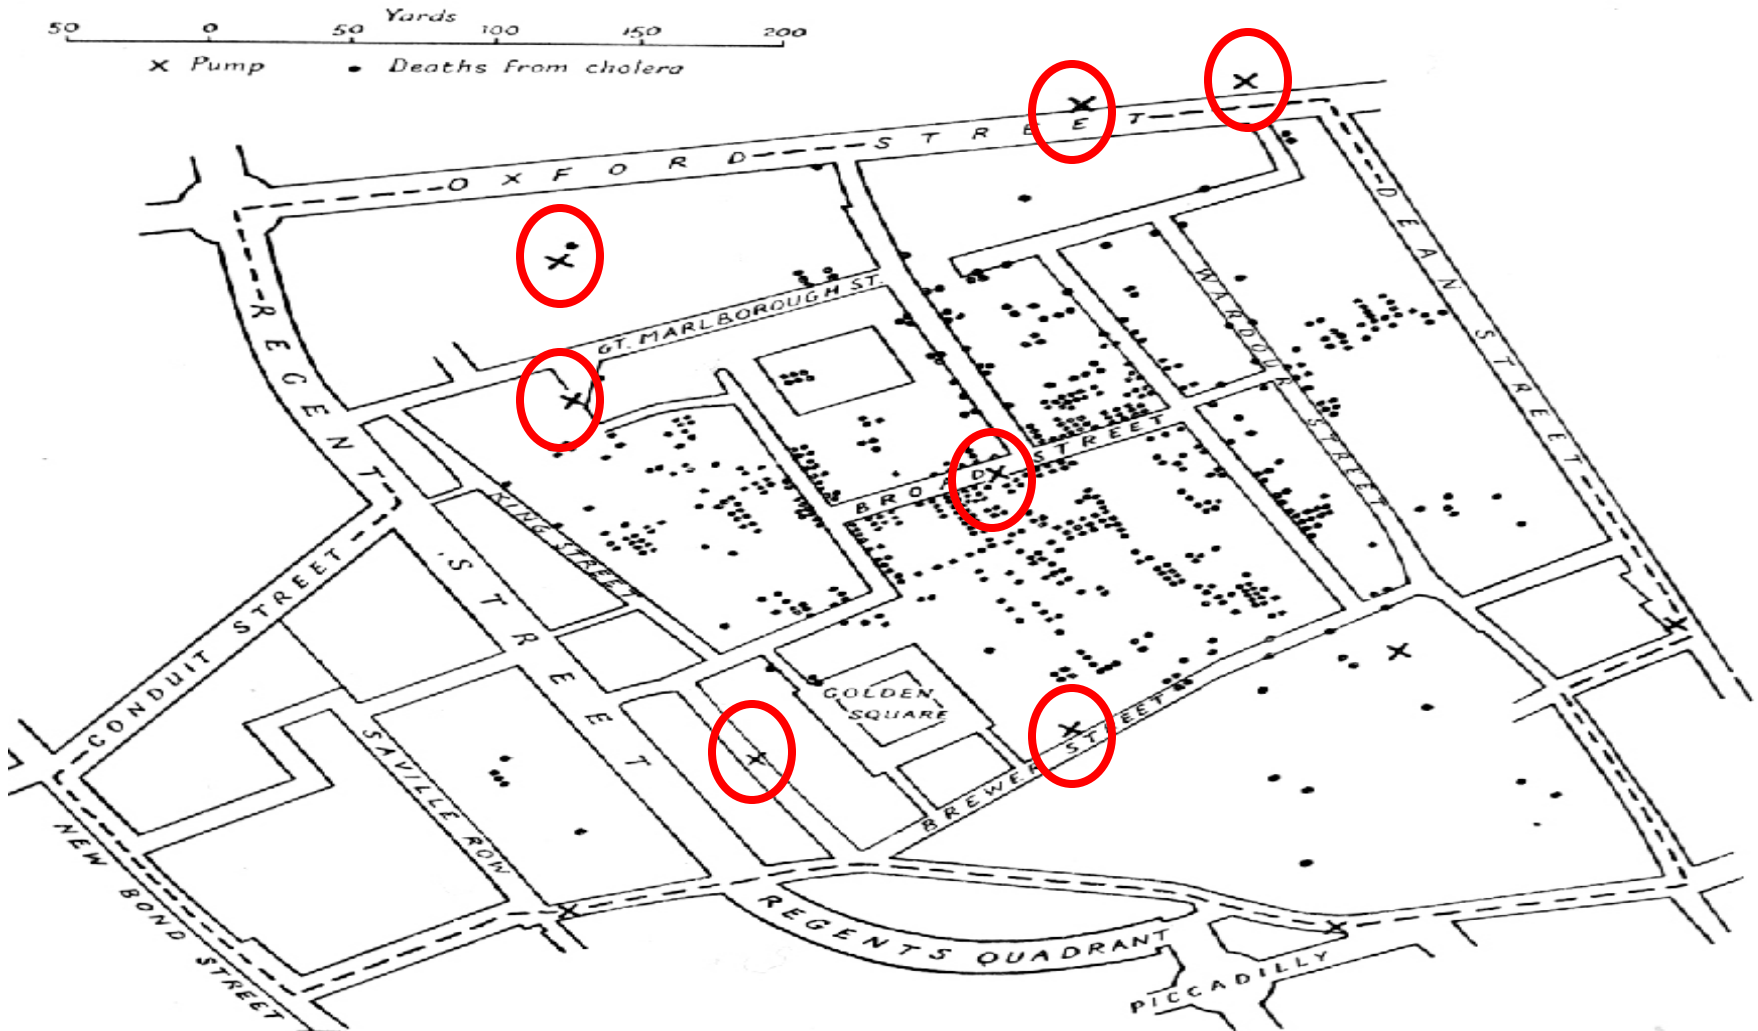 Yards
50 0 50 100 150 200
x Pump • Deaths from cholera
OXFORD STREET
DEAN STREET
REGENT STREET
GT. MARLBOROUGH ST.
WARDOUR STREET
BROAD STREET
KING STREET
CONDUIT STREET
GOLDEN
SQUARE
SAVILLE ROW
BREWER STREET
NEW BOND STREET
REGENTS QUADRANT
PICCADILLY